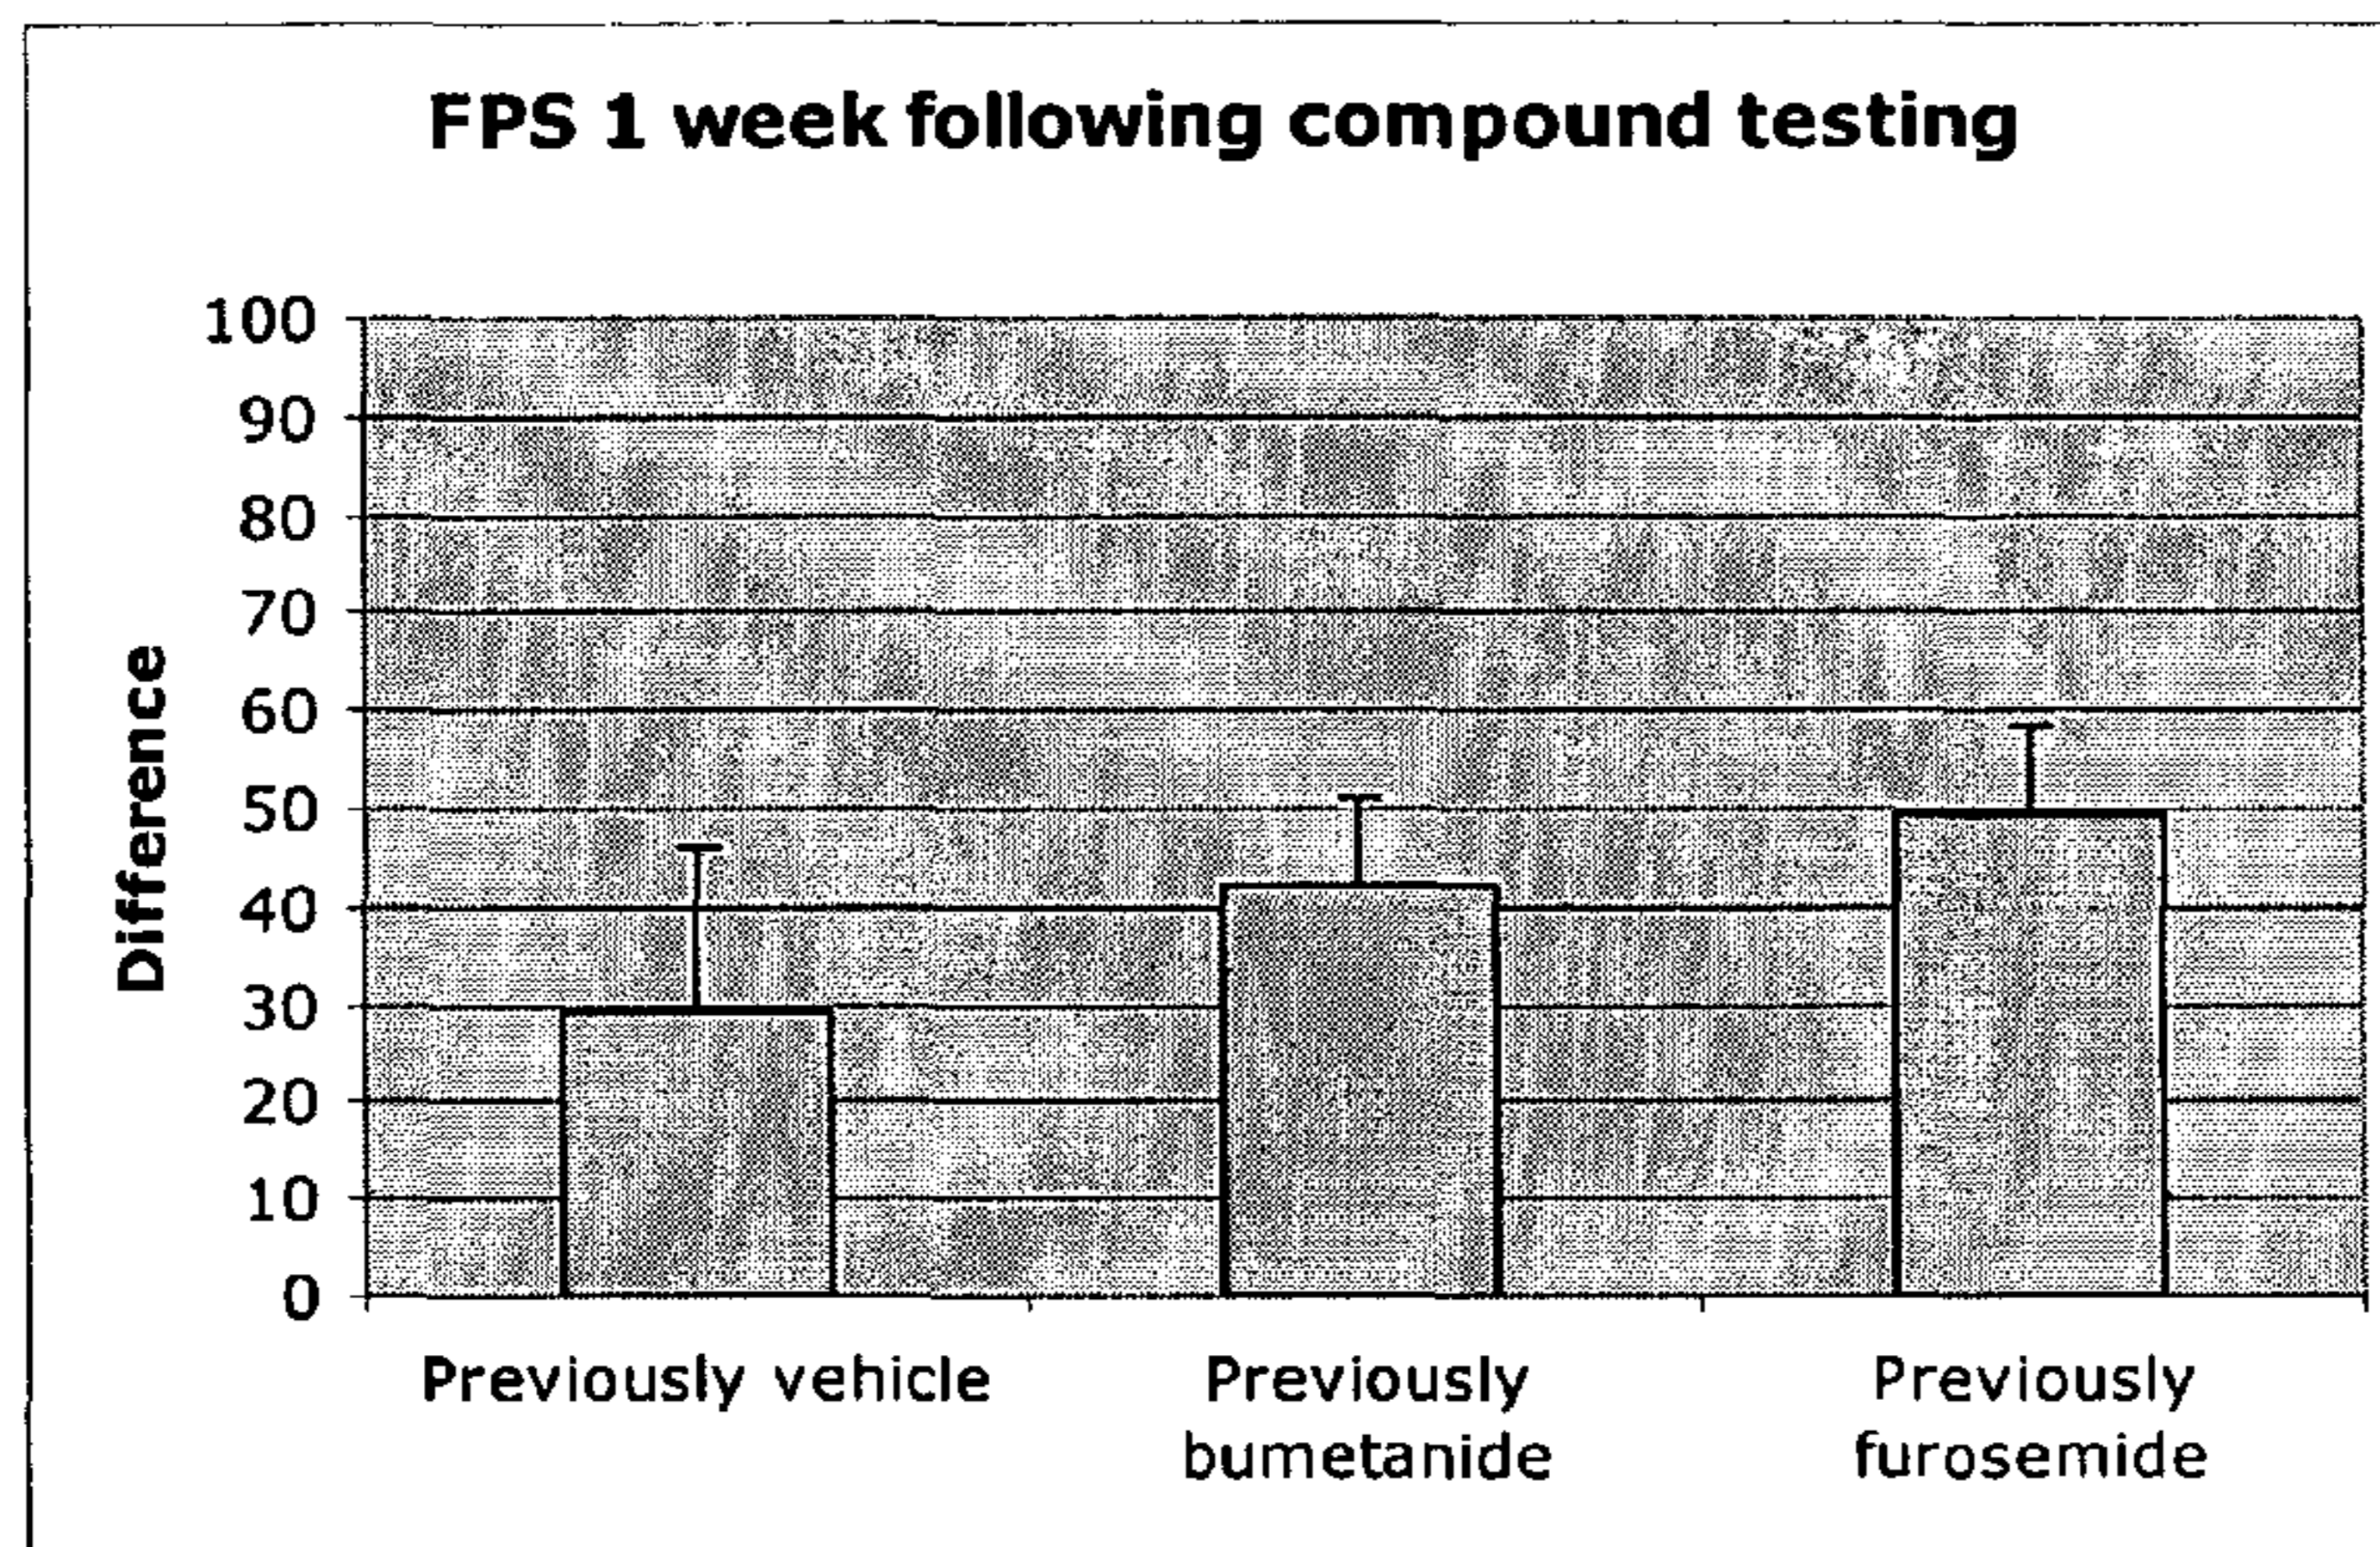 FPS 1 week following compound testing
100
90
80
70
60
50
40
30
20
10
0
Difference
Previously vehicle
Previously
bumetanide
Previously
furosemide